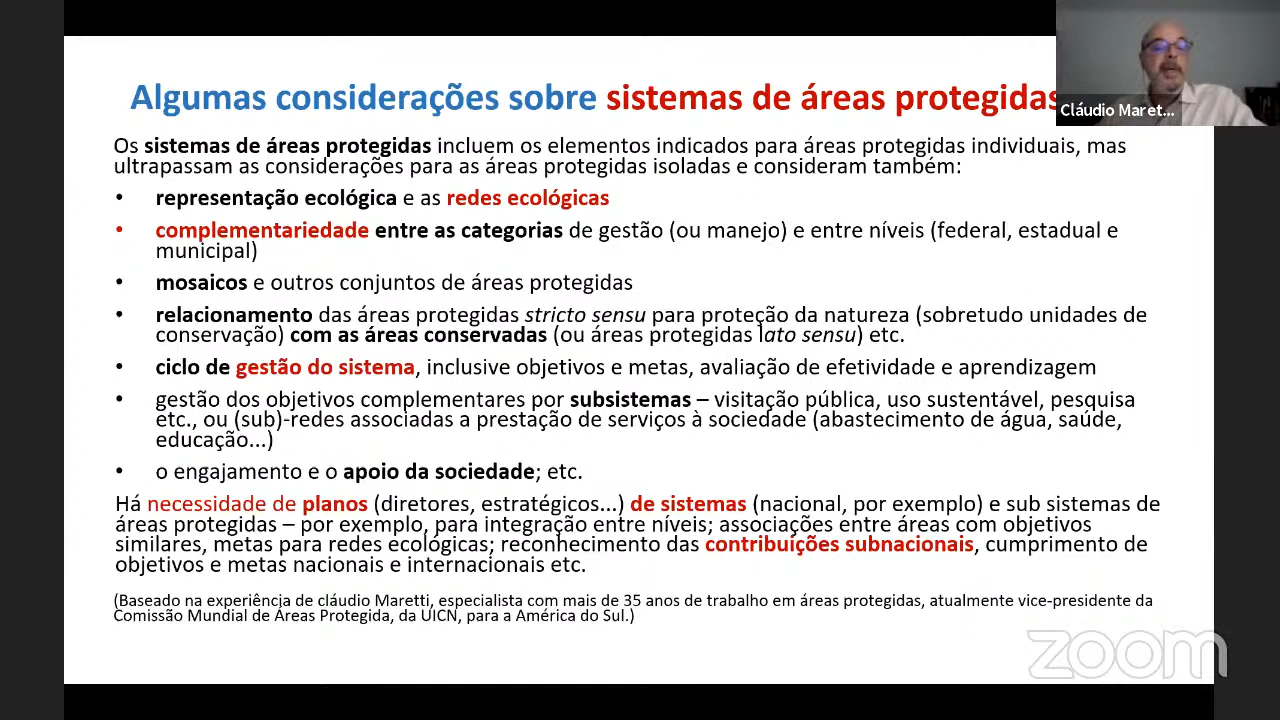 Algumas considerações sobre sistemas de áreas protegidas
Cláudio Maret...
Os sistemas de áreas protegidas incluem os elementos indicados para áreas protegidas individuais, mas
ultrapassam as considerações para as áreas protegidas isoladas e consideram também:
• representação ecológica e as redes ecológicas
• complementariedade entre as categorias de gestão (ou manejo) e entre níveis (federal, estadual e
municipal)
• mosaicos e outros conjuntos de áreas protegidas
• relacionamento das áreas protegidas stricto sensu para proteção da natureza (sobretudo unidades de
conservação) com as áreas conservadas (ou áreas protegidas lato sensu) etc.
• ciclo de gestão do sistema, inclusive objetivos e metas, avaliação de efetividade e aprendizagem
• gestão dos objetivos complementares por subsistemas – visitação pública, uso sustentável, pesquisa
etc., ou (sub)-redes associadas a prestação de serviços à sociedade (abastecimento de água, saúde,
educação...)
• o engajamento e o apoio da sociedade; etc.
Há necessidade de planos (diretores, estratégicos...) de sistemas (nacional, por exemplo) e sub sistemas de
áreas protegidas – por exemplo, para integração entre níveis; associações entre áreas com objetivos
similares, metas para redes ecológicas; reconhecimento das contribuições subnacionais, cumprimento de
objetivos e metas nacionais e internacionais etc.
(Baseado na experiência de cláudio Maretti, especialista com mais de 35 anos de trabalho em áreas protegidas, atualmente vice-presidente da
Comissão Mundial de Áreas Protegida, da UICN, para a América do Sul.)
zoom